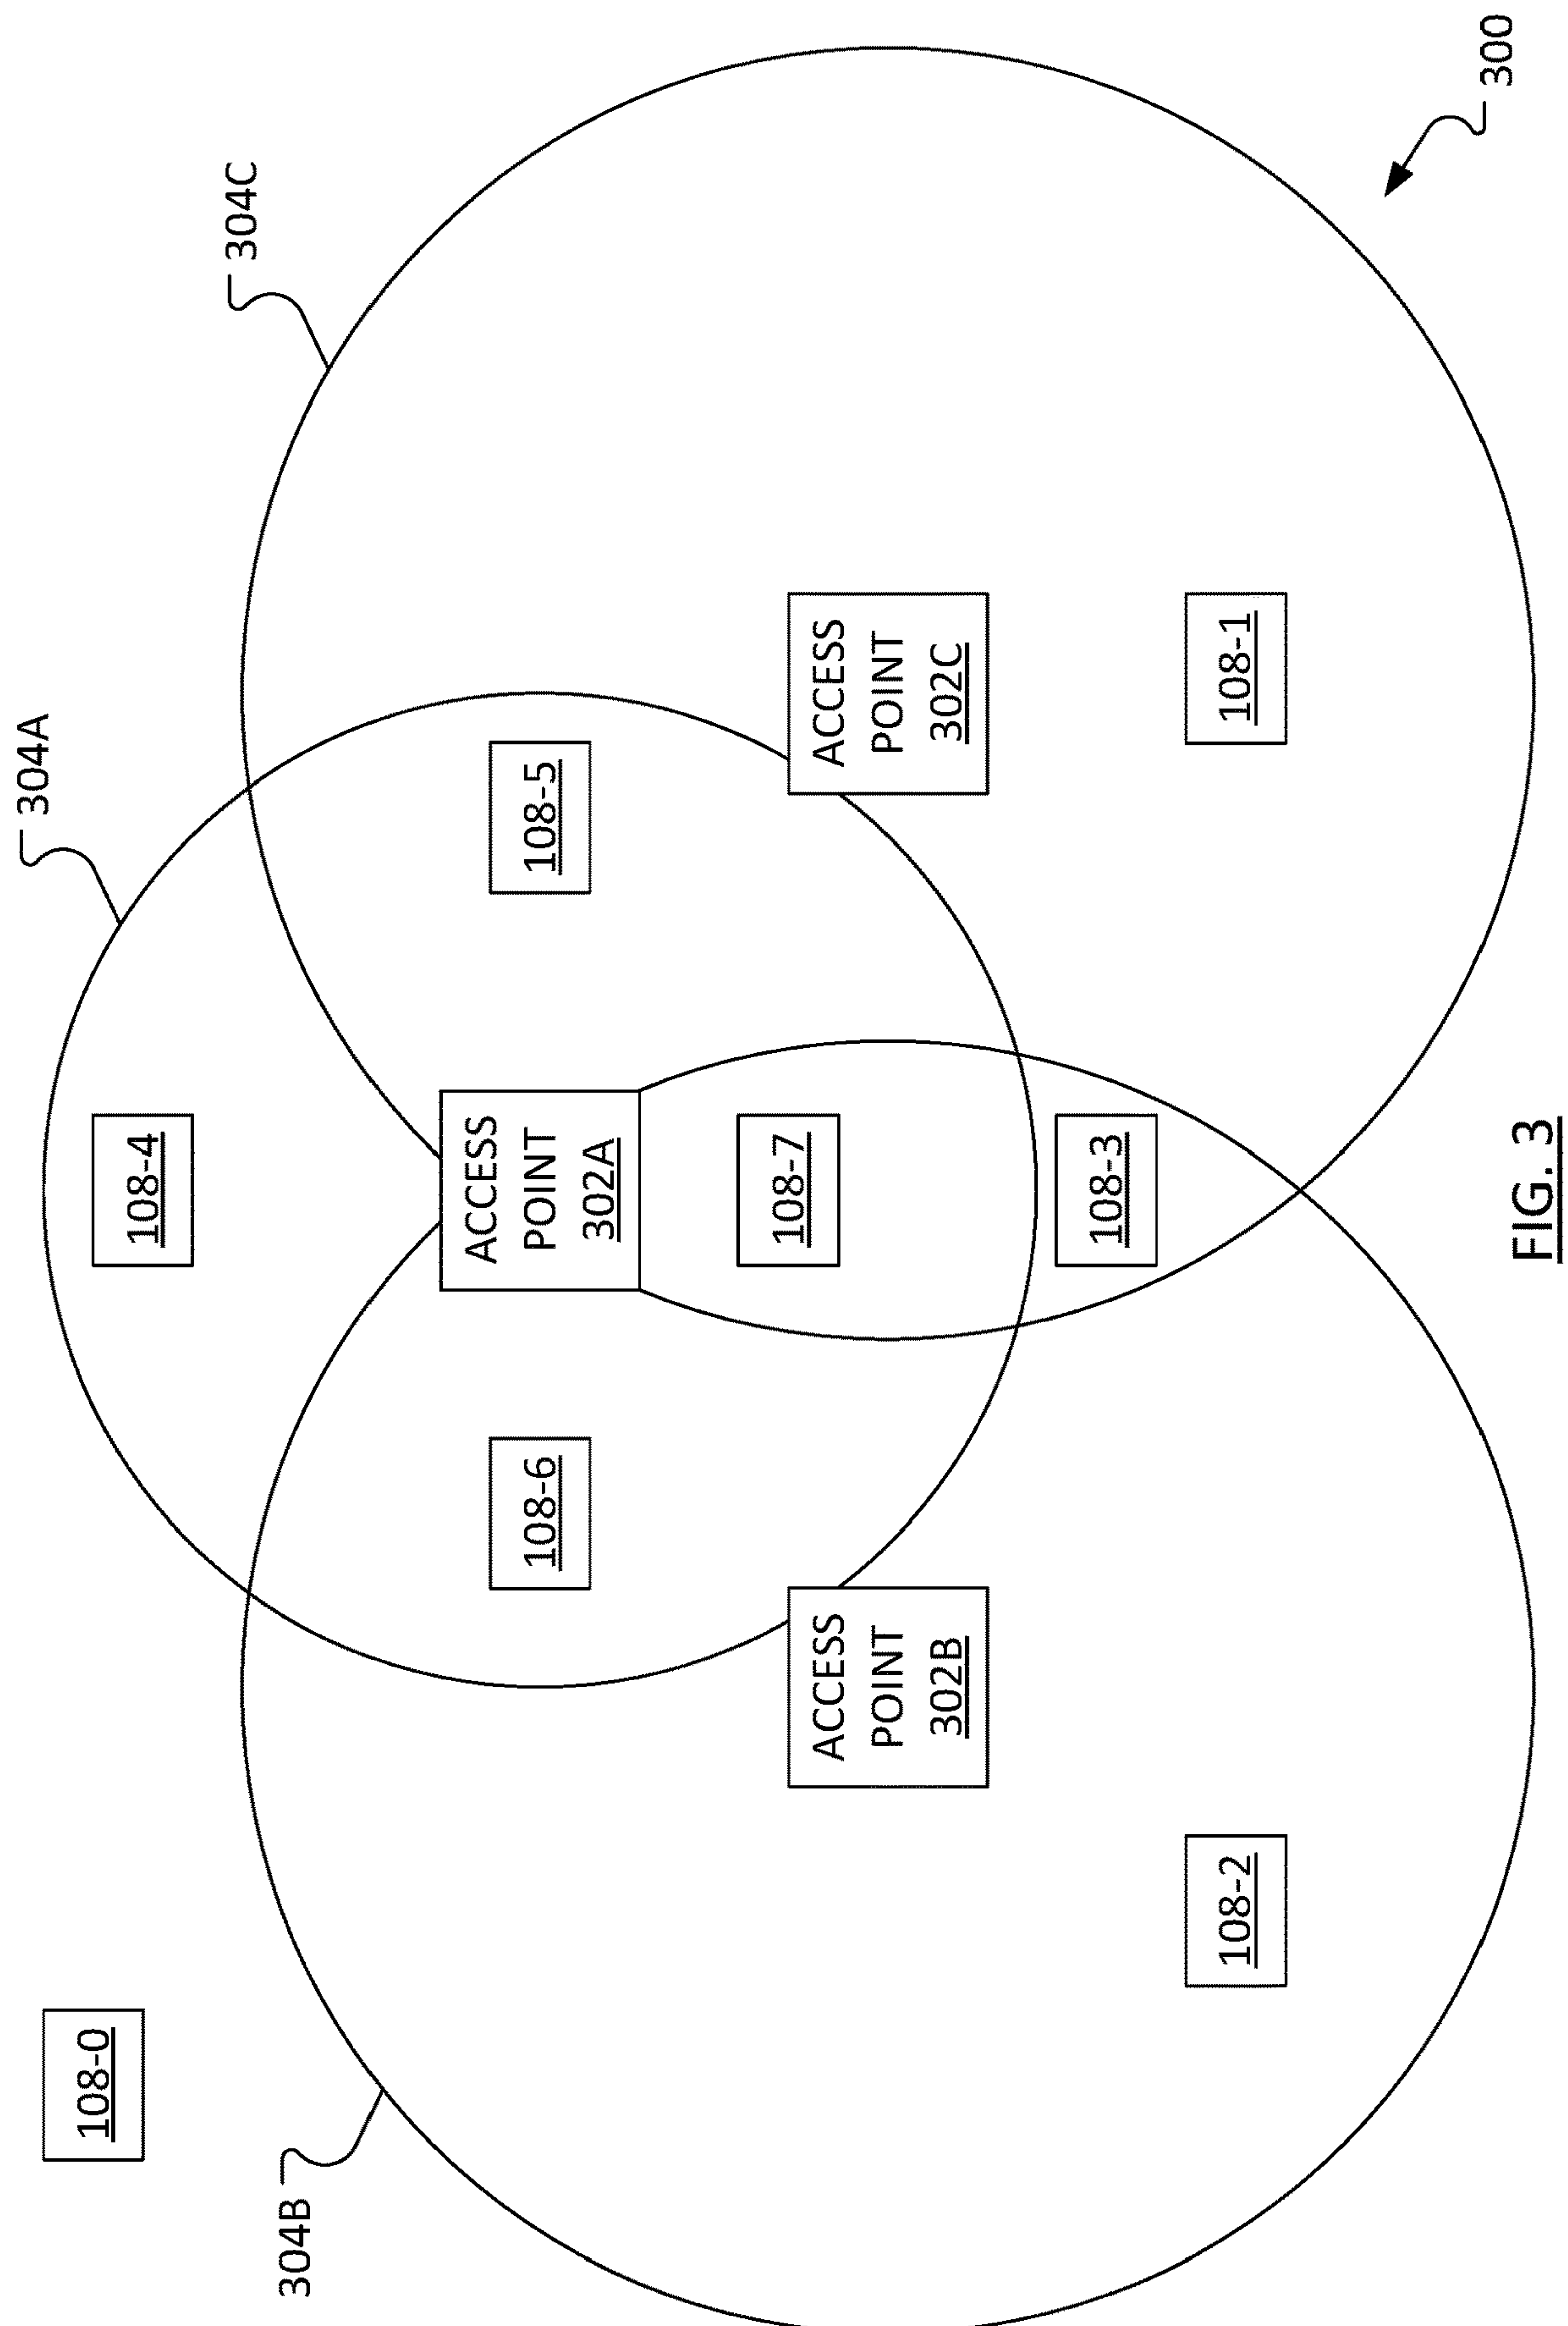 304A
108-0
108-4
304C
304B
108-6
ACCESS
POINT
302A
108-5
ACCESS
POINT
302B
108-7
ACCESS
POINT
302C
108-3
108-2
108-1
300
FIG. 3